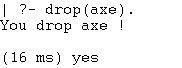 | ?- drop(axe).
You drop axe !
(16 ms) yes